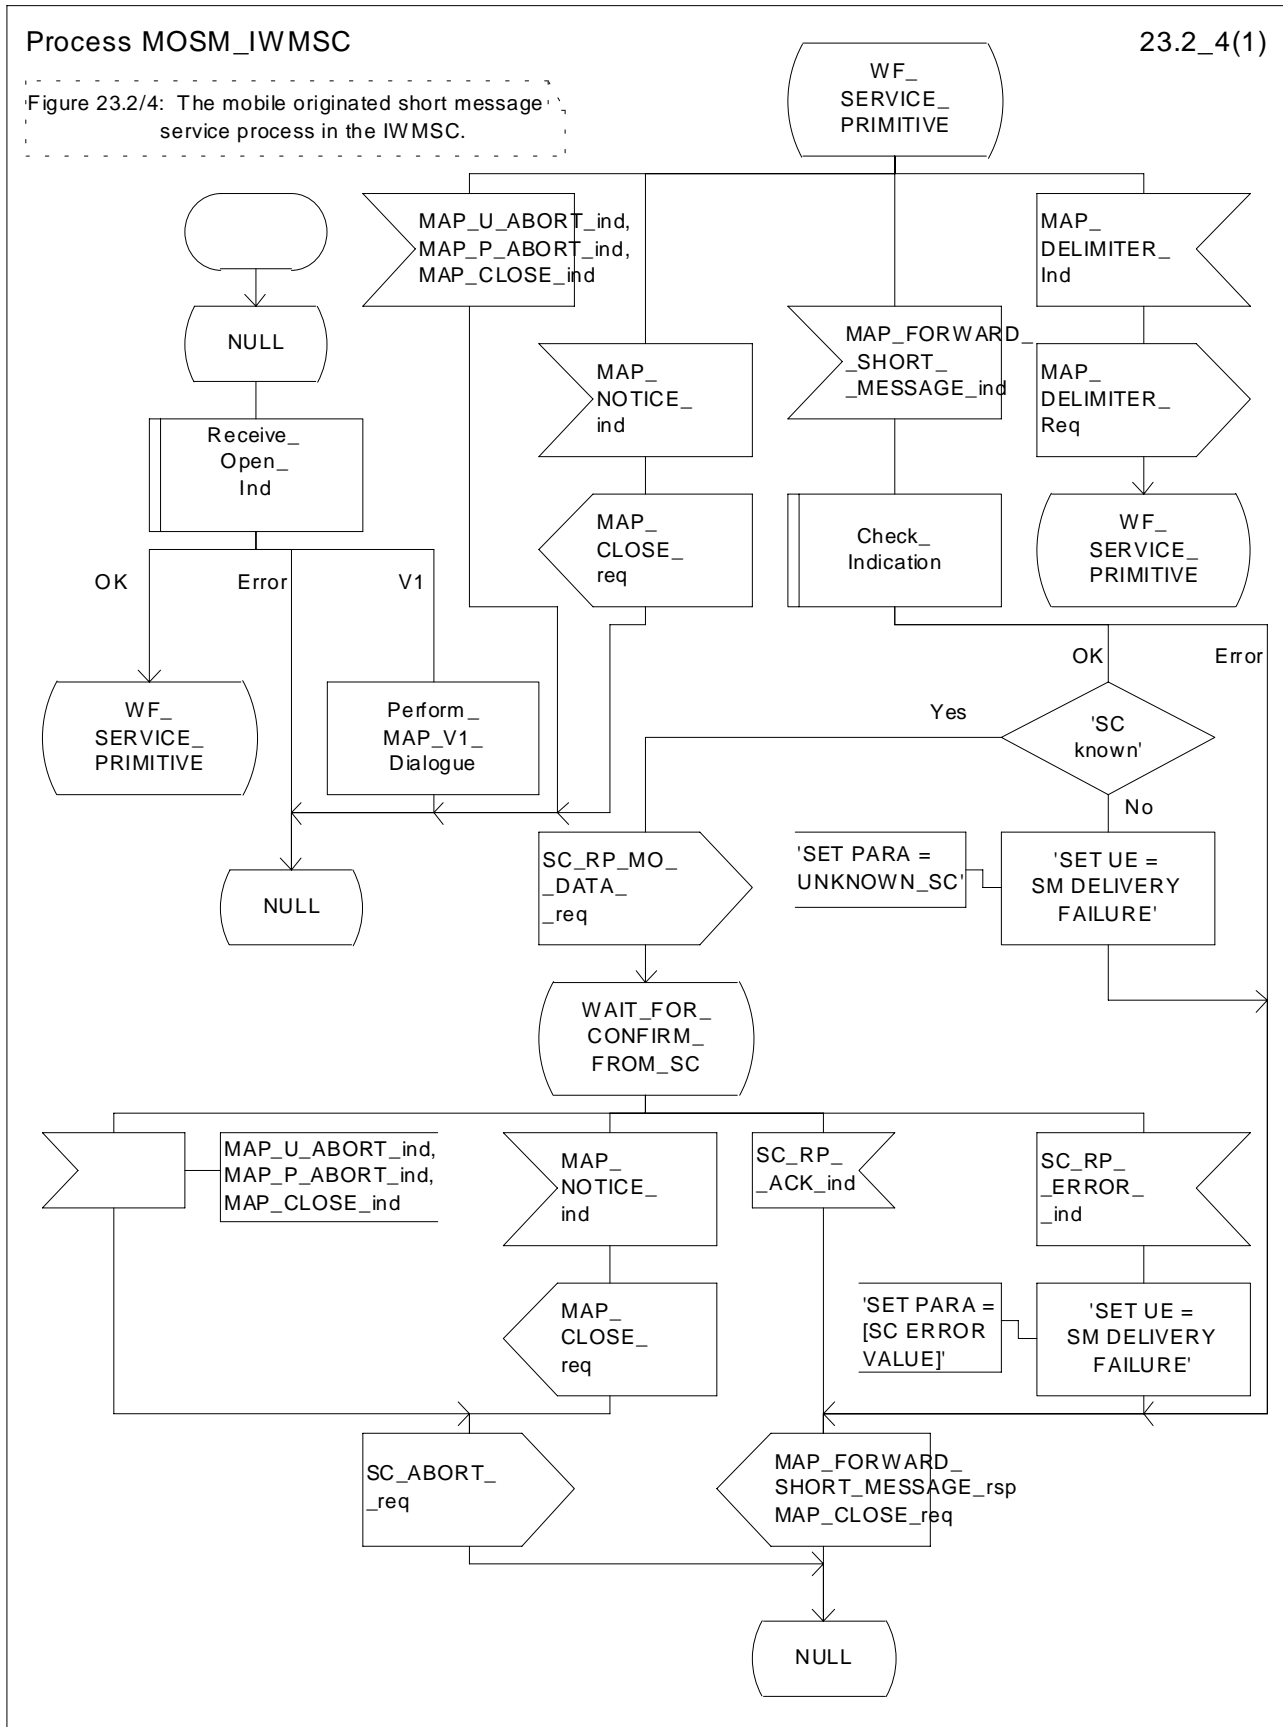 Process MOSM_IWMSC
23.2_4(1)
Figure 23.2/4: The mobile originated short message
service process in the IWMSC.
WF_
SERVICE_
PRIMITIVE
MAP_U_ABORT_ind,
MAP_P_ABORT_ind,
MAP_CLOSE_ind
MAP_
DELIMITER_
Ind
NULL
MAP_
NOTICE_
ind
MAP_FORWARD_
_SHORT_
_MESSAGE_ind
MAP_
DELIMITER_
Req
Receive_
Open_
Ind
MAP_
CLOSE_
req
Check_
Indication
WF_
SERVICE_
PRIMITIVE
OK
Error
V1
OK
Error
WF_
SERVICE_
PRIMITIVE
Perform_
MAP_V1_
Dialogue
Yes
'SC
known'
No
NULL
SC_RP_MO_
_DATA_
_req
'SET PARA =
UNKNOWN_SC'
'SET UE =
SM DELIVERY
FAILURE'
WAIT_FOR_
CONFIRM_
FROM_SC
MAP_U_ABORT_ind,
MAP_P_ABORT_ind,
MAP_CLOSE_ind
MAP_
NOTICE_
ind
SC_RP_
_ACK_ind
SC_RP_
_ERROR_
_ind
MAP_
CLOSE_
req
'SET PARA =
[SC ERROR
VALUE]'
'SET UE =
SM DELIVERY
FAILURE'
SC_ABORT_
_req
MAP_FORWARD_
SHORT_MESSAGE_rsp
MAP_CLOSE_req
NULL